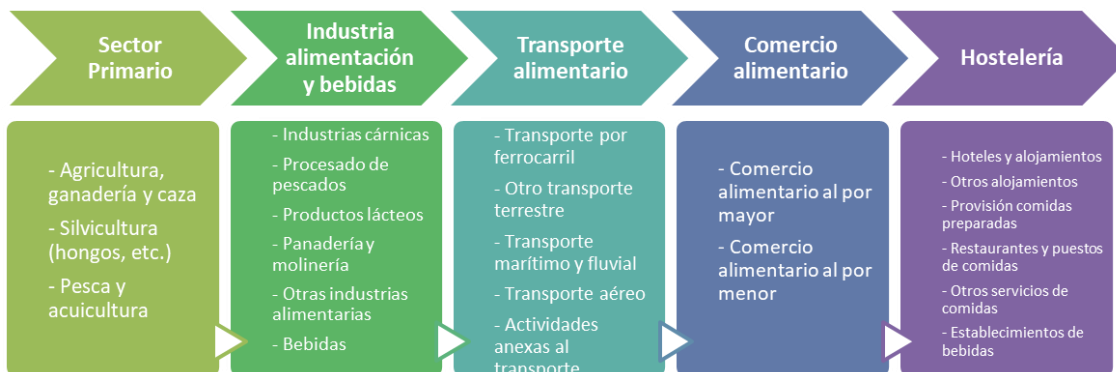 Sector
Primario
Industria
alimentación
y bebidas
Transporte
alimentario
Comercio
alimentario
Hostelería
- Agricultura,
ganadería y caza
- Silvicultura
(hongos, etc.)
- Pesca y
acuicultura
- Industrias cárnicas
- Procesado de
pescados
- Productos lácteos
- Panadería y
molinería
- Otras industrias
alimentarias
- Bebidas
- Transporte por
ferrocarril
- Otro transporte
terrestre
- Transporte
marítimo y fluvial
- Transporte aéreo
- Actividades
anexas al
transporte
- Comercio
alimentario al por
mayor
- Comercio
alimentario al por
menor
- Hoteles y alojamientos
- Otros alojamientos
- Provisión comidas
preparadas
- Restaurantes y puestos
de comidas
- Otros servicios de
comidas
- Establecimientos de
bebidas